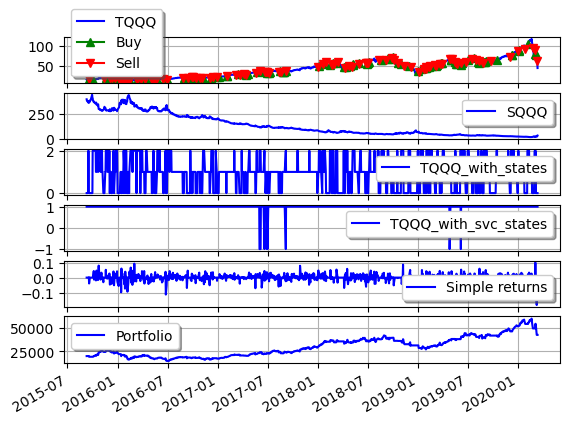 TQQQ
Buy
Sell
100
50
SQQQ
250
0
TQQQ_with_states
2
0
TQQQ_with_svc_states
1
−1
Simple returns
0.1
0.0
−0.1
Portfolio
50000
25000
2015-07 2016-01 2016-07 2017-01 2017-07 2018-01 2018-07 2019-01 2019-07 2020-01